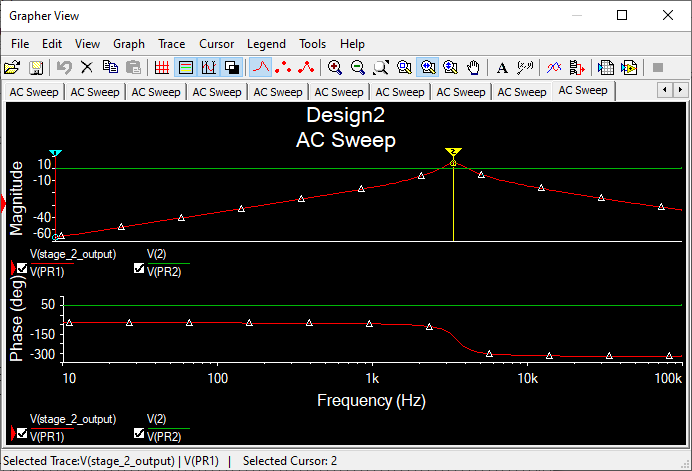 Grapher View
File Edit View Graph Trace Cursor Legend Tools Help
AC Sweep AC Sweep AC Sweep AC Sweep AC Sweep AC Sweep AC Sweep AC Sweep AC Sweep AC Sweep
Design2
AC Sweep
1
2
Magnitude
10
-10
-40
-60
V(stage_2_output) V(2)
V(PR1) V(PR2)
Phase (deg)
50
-150
-300
10 100 1k 10k 100k
Frequency (Hz)
V(stage_2_output) V(2)
V(PR1) V(PR2)
Selected Trace:V(stage_2_output) | V(PR1) | Selected Cursor: 2